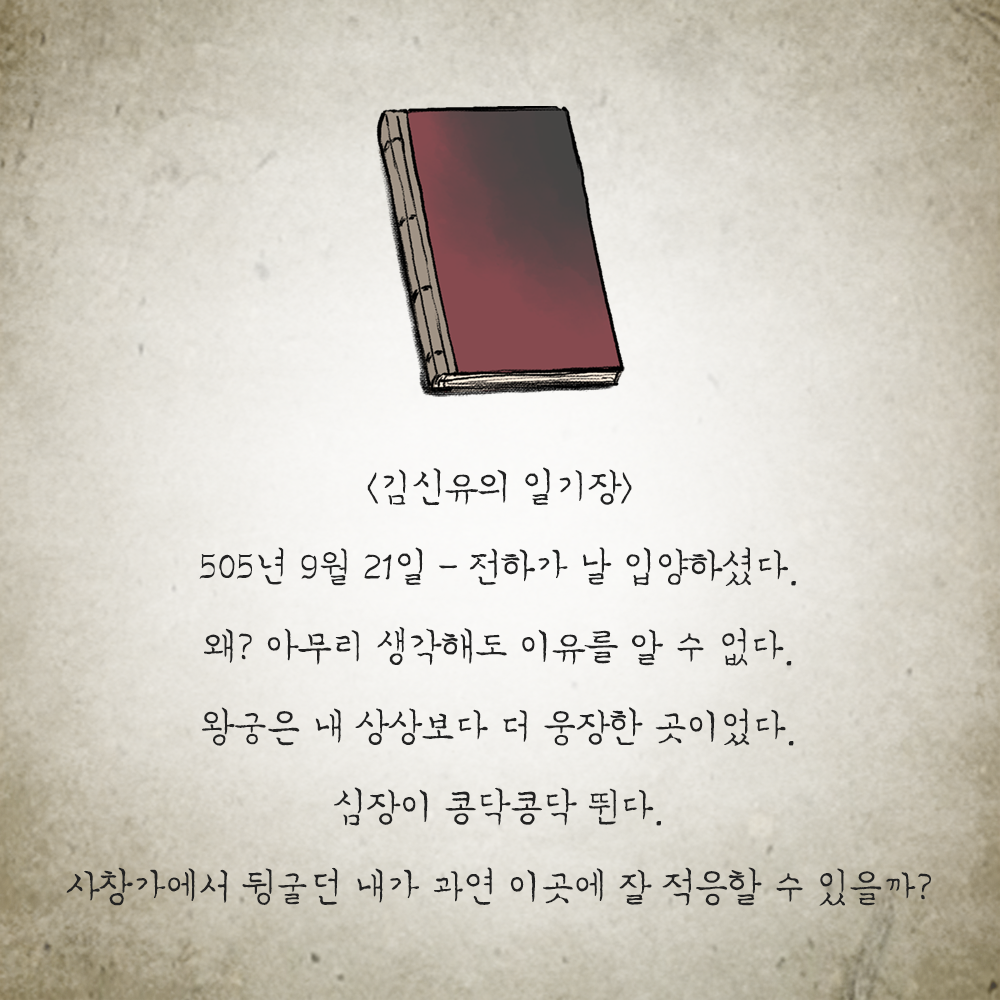 <김신유의 일기장>
505년 9월 21일 - 전하가 날 입양하셨다.
왜? 아무리 생각해도 이유를 알 수 없다.
왕궁은 내 상상보다 더 웅장한 곳이었다.
심장이 콩닥콩닥 뛴다.
사창가에서 뒹굴던 내가 과연 이곳에 잘 적응할 수 있을까?